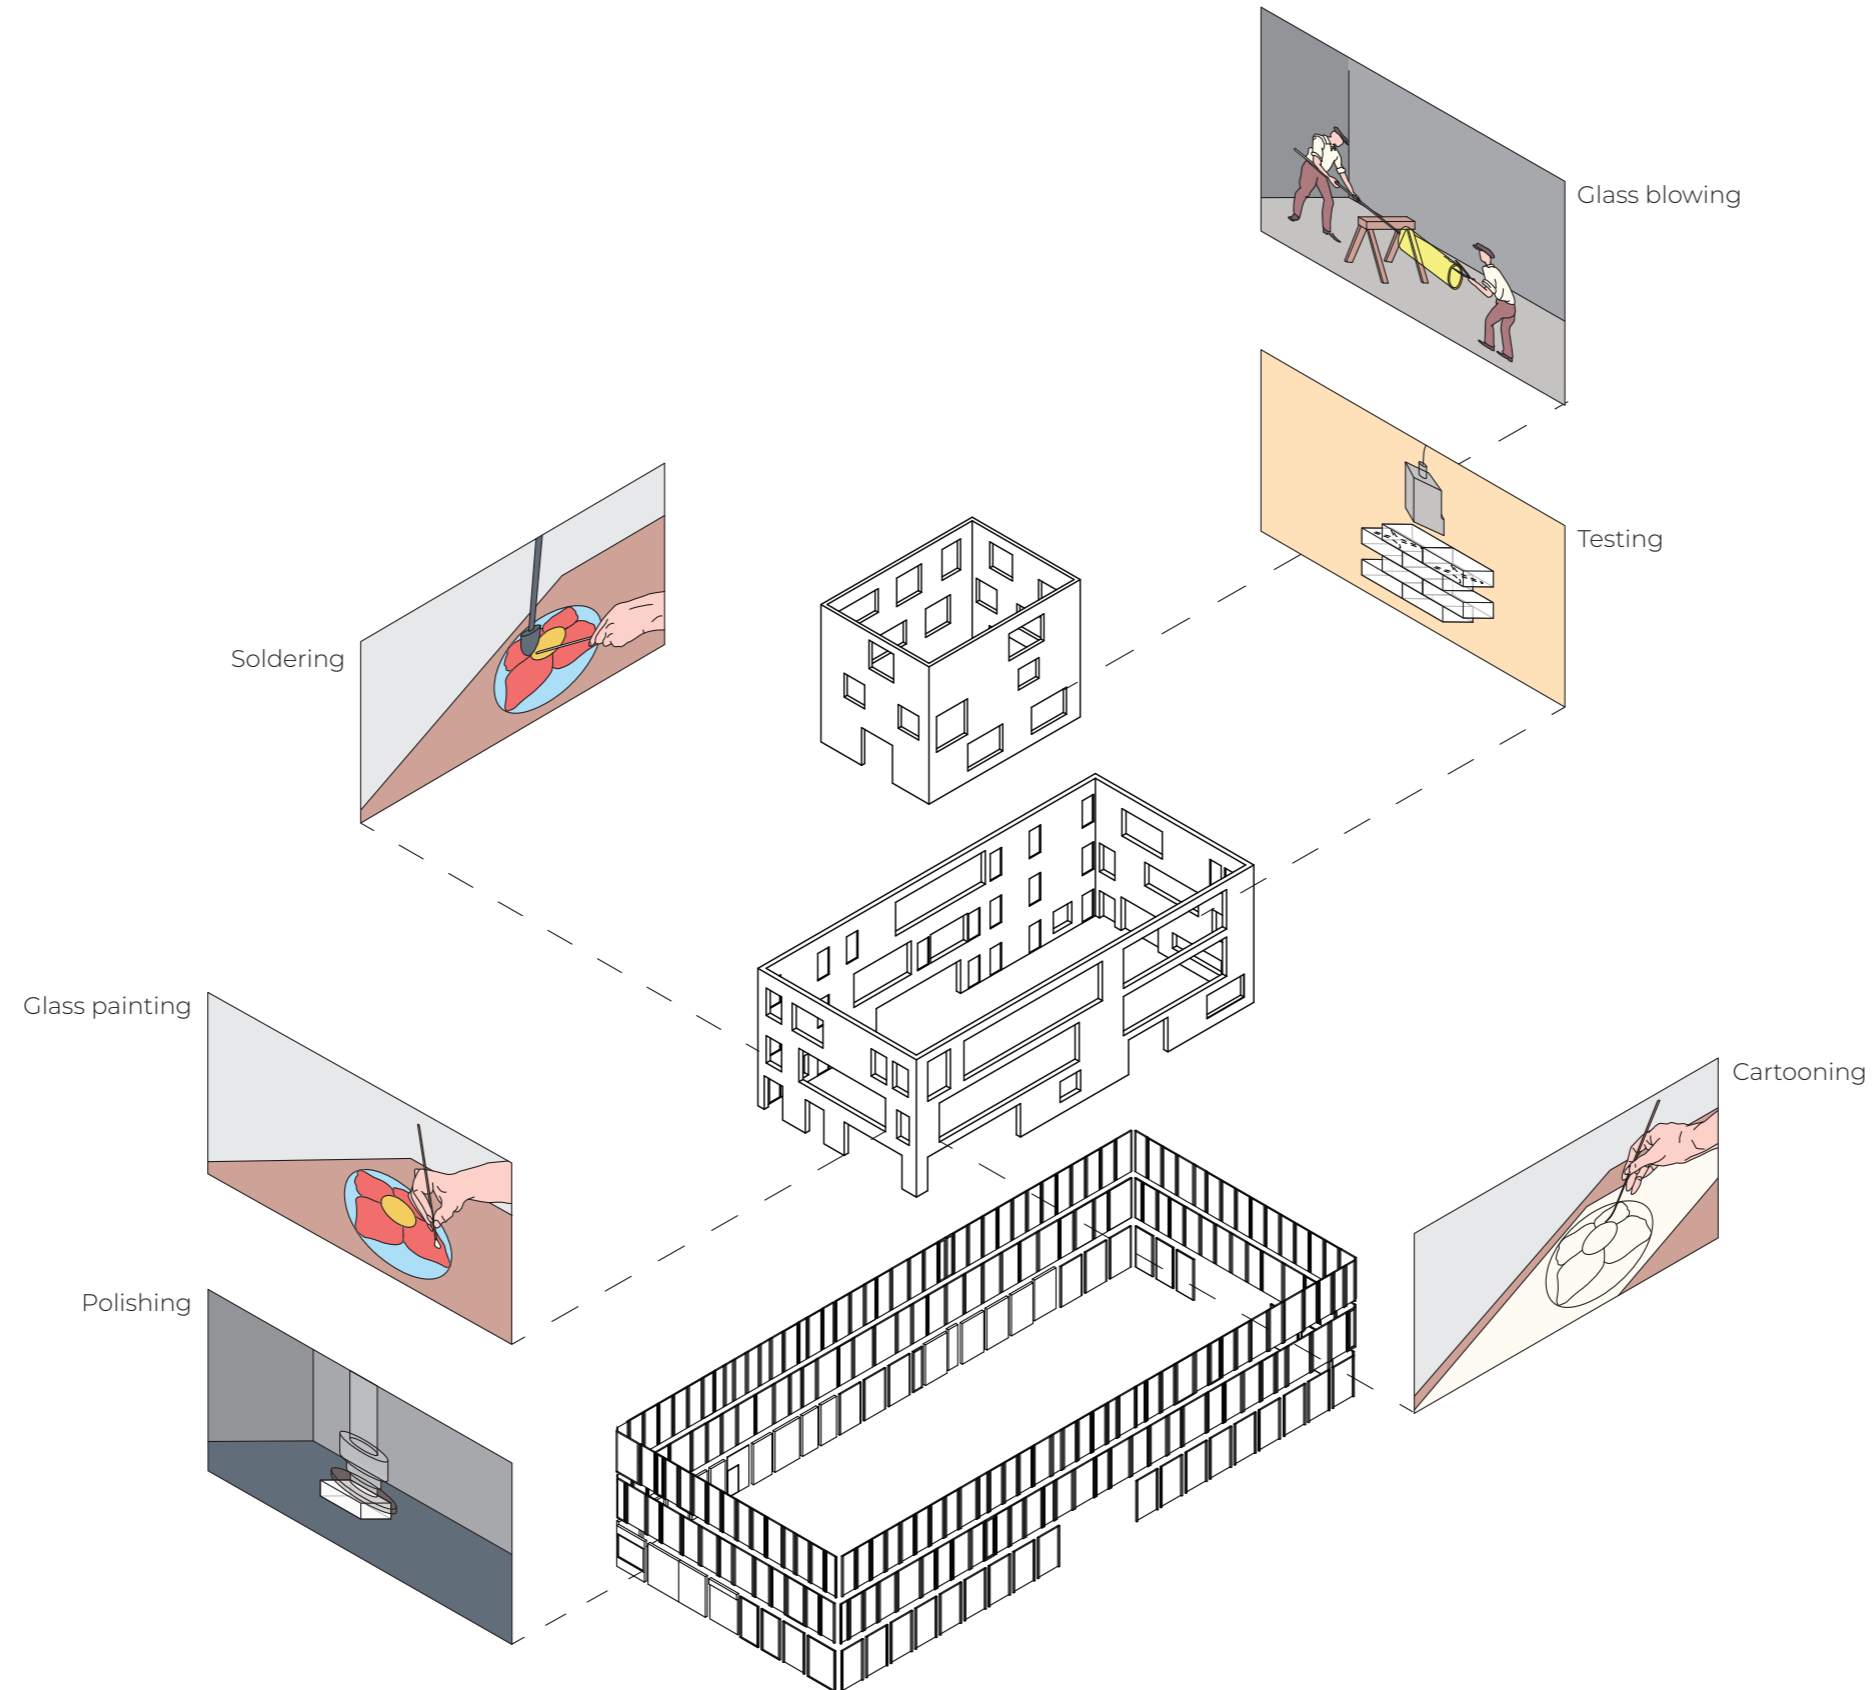 Glass blowing
Testing
Soldering
Glass painting
Cartooning
Polishing